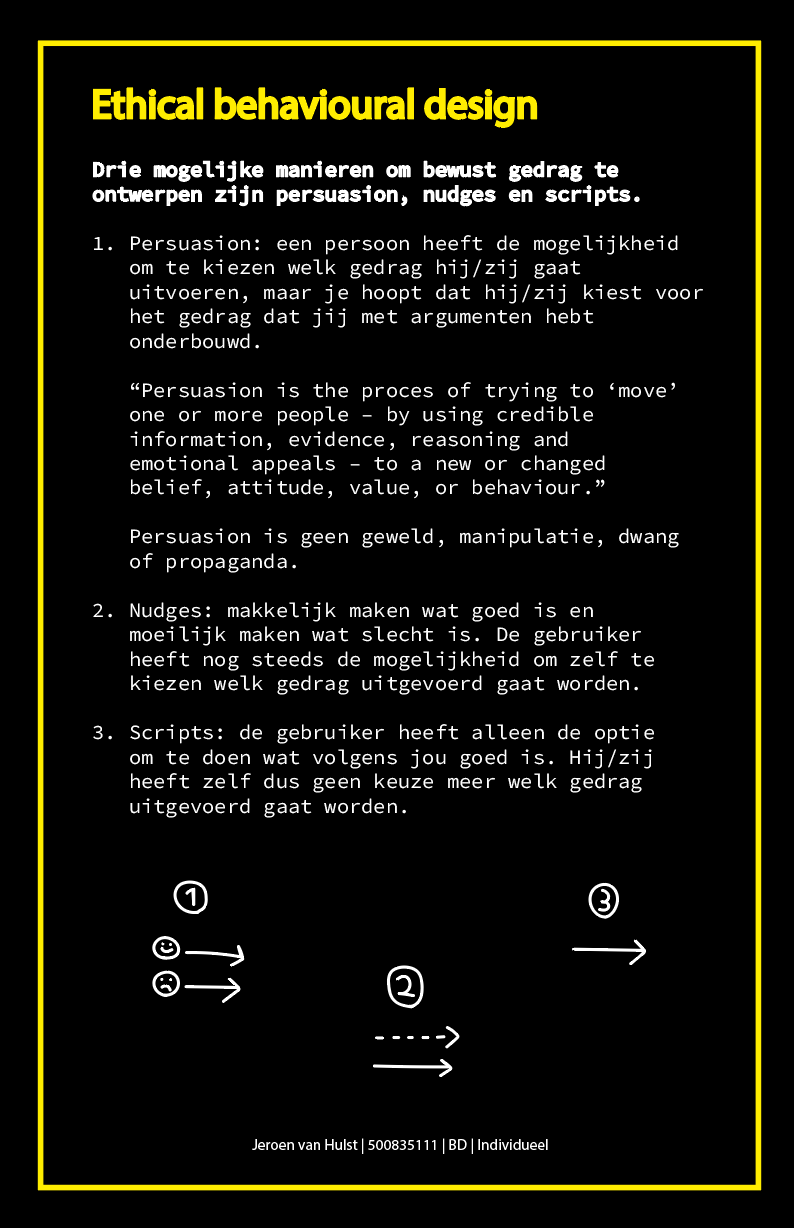 Ethical behavioural design
Drie mogelijke manieren om bewust gedrag te
ontwerpen zijn persuasion, nudges en scripts.
1. Persuasion: een persoon heeft de mogelijkheid
om te kiezen welk gedrag hij/zij gaat
uitvoeren, maar je hoopt dat hij/zij kiest voor
het gedrag dat jij met argumenten hebt
onderbouwd.
“Persuasion is the proces of trying to ‘move’
one or more people – by using credible
information, evidence, reasoning and
emotional appeals – to a new or changed
belief, attitude, value, or behaviour.”
Persuasion is geen geweld, manipulatie, dwang
of propaganda.
2. Nudges: makkelijk maken wat goed is en
moeilijk maken wat slecht is. De gebruiker
heeft nog steeds de mogelijkheid om zelf te
kiezen welk gedrag uitgevoerd gaat worden.
3. Scripts: de gebruiker heeft alleen de optie
om te doen wat volgens jou goed is. Hij/zij
heeft zelf dus geen keuze meer welk gedrag
uitgevoerd gaat worden.
1
2
3
Jeroen van Hulst | 500835111 | BD | Individueel